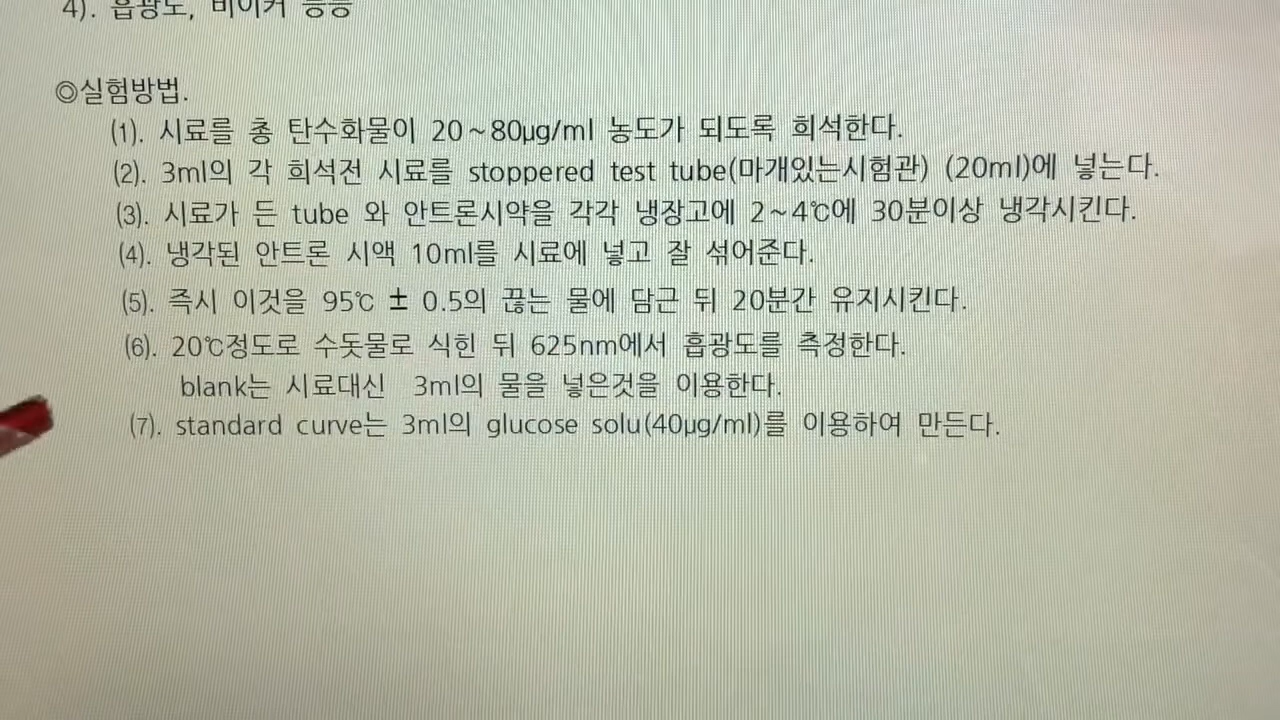 4). 흡광도, 비이커 등등
◎실험방법.
(1). 시료를 총 탄수화물이 20~80μg/ml 농도가 되도록 희석한다.
(2). 3ml의 각 희석전 시료를 stoppered test tube(마개있는시험관) (20ml)에 넣는다.
(3). 시료가 든 tube 와 안트론시약을 각각 냉장고에 2~4℃에 30분이상 냉각시킨다.
(4). 냉각된 안트론 시액 10ml를 시료에 넣고 잘 섞어준다.
(5). 즉시 이것을 95℃ ± 0.5의 끊는 물에 담근 뒤 20분간 유지시킨다.
(6). 20℃정도로 수돗물로 식힌 뒤 625nm에서 흡광도를 측정한다.
blank는 시료대신 3ml의 물을 넣은것을 이용한다.
(7). standard curve는 3ml의 glucose solu(40μg/ml)를 이용하여 만든다.